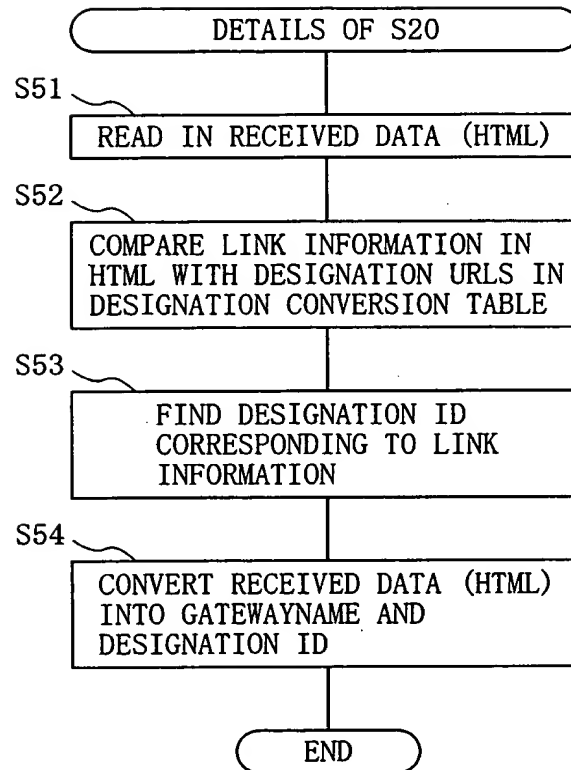 DETAILS OF S20
S51
READ IN RECEIVED DATA (HTML)
S52
COMPARE LINK INFORMATION IN
HTML WITH DESIGNATION URLS IN
DESIGNATION CONVERSION TABLE
S53
FIND DESIGNATION ID
CORRESPONDING TO LINK
INFORMATION
S54
CONVERT RECEIVED DATA (HTML)
INTO GATEWAYNAME AND
DESIGNATION ID
END